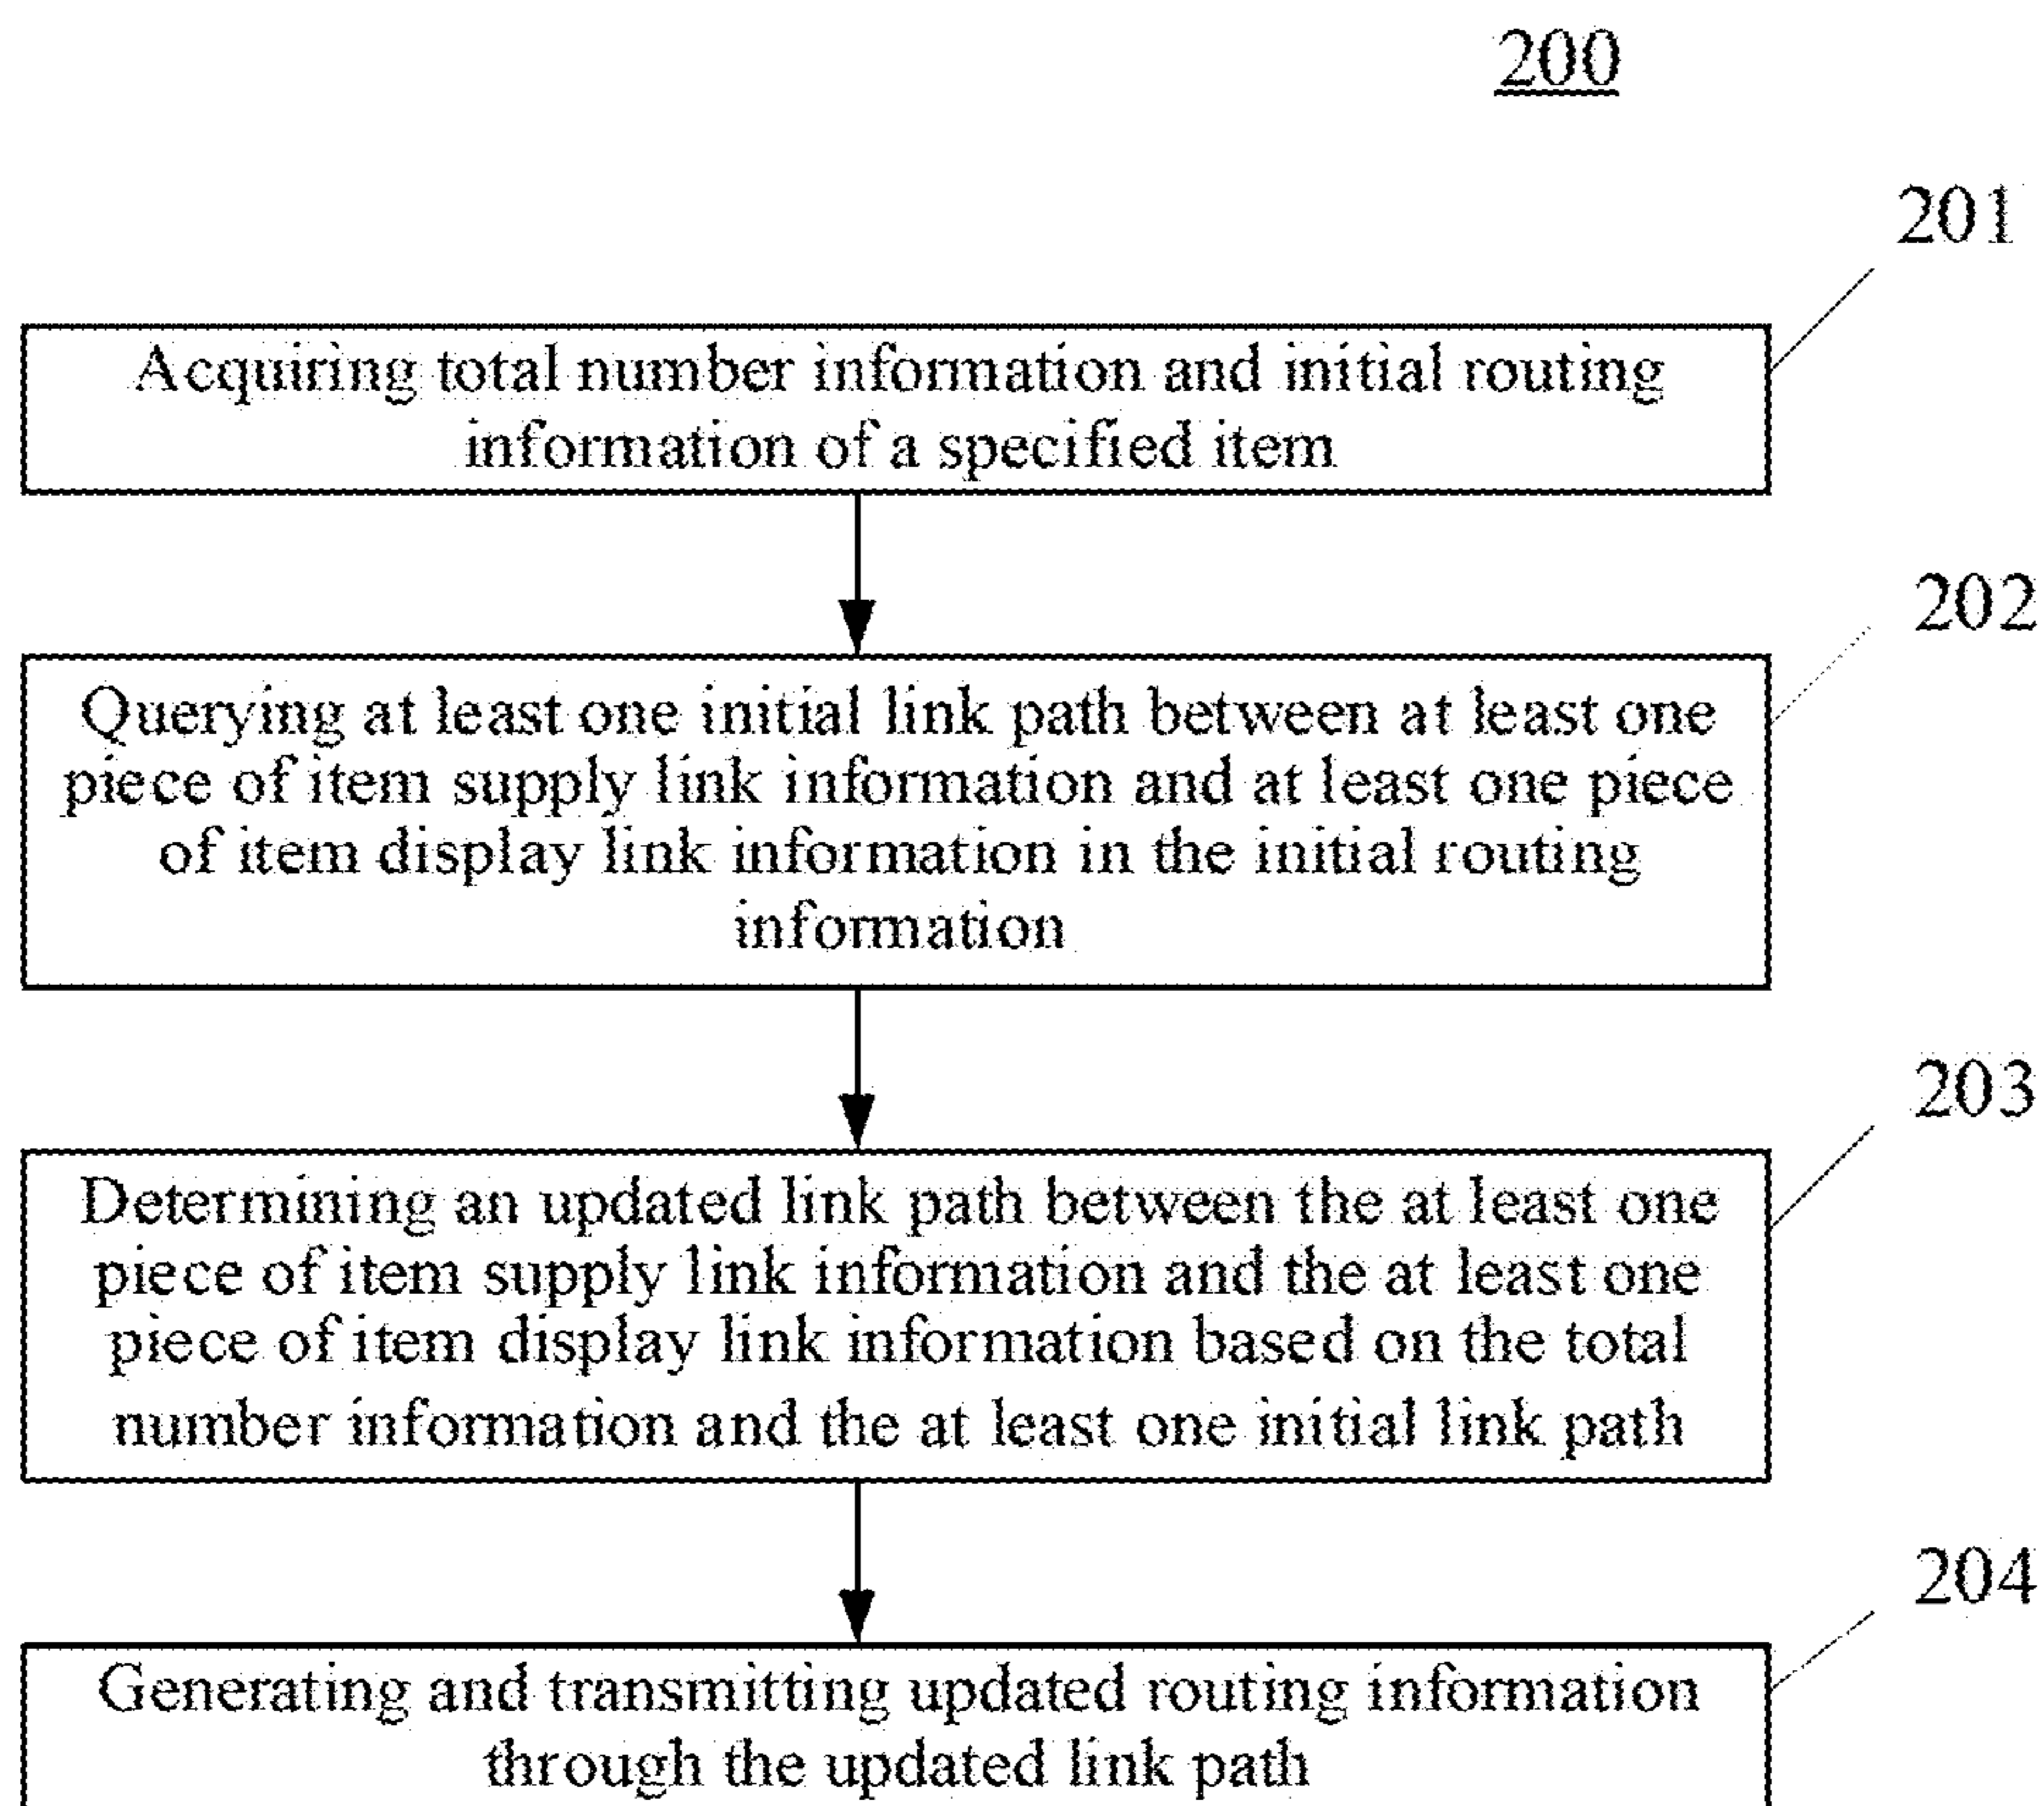 200
201
Acquiring total number information and initial routing
information of a specified item
202
Querying at least one initial link path between at least one
piece of item supply link information and at least one piece
of item display link information in the initial routing
information
203
Determining an updated link path between the at least one
piece of item supply link information and the at least one
piece of item display link information based on the total
number information and the at least one initial link path
204
Generating and transmitting updated routing information
through the updated link path